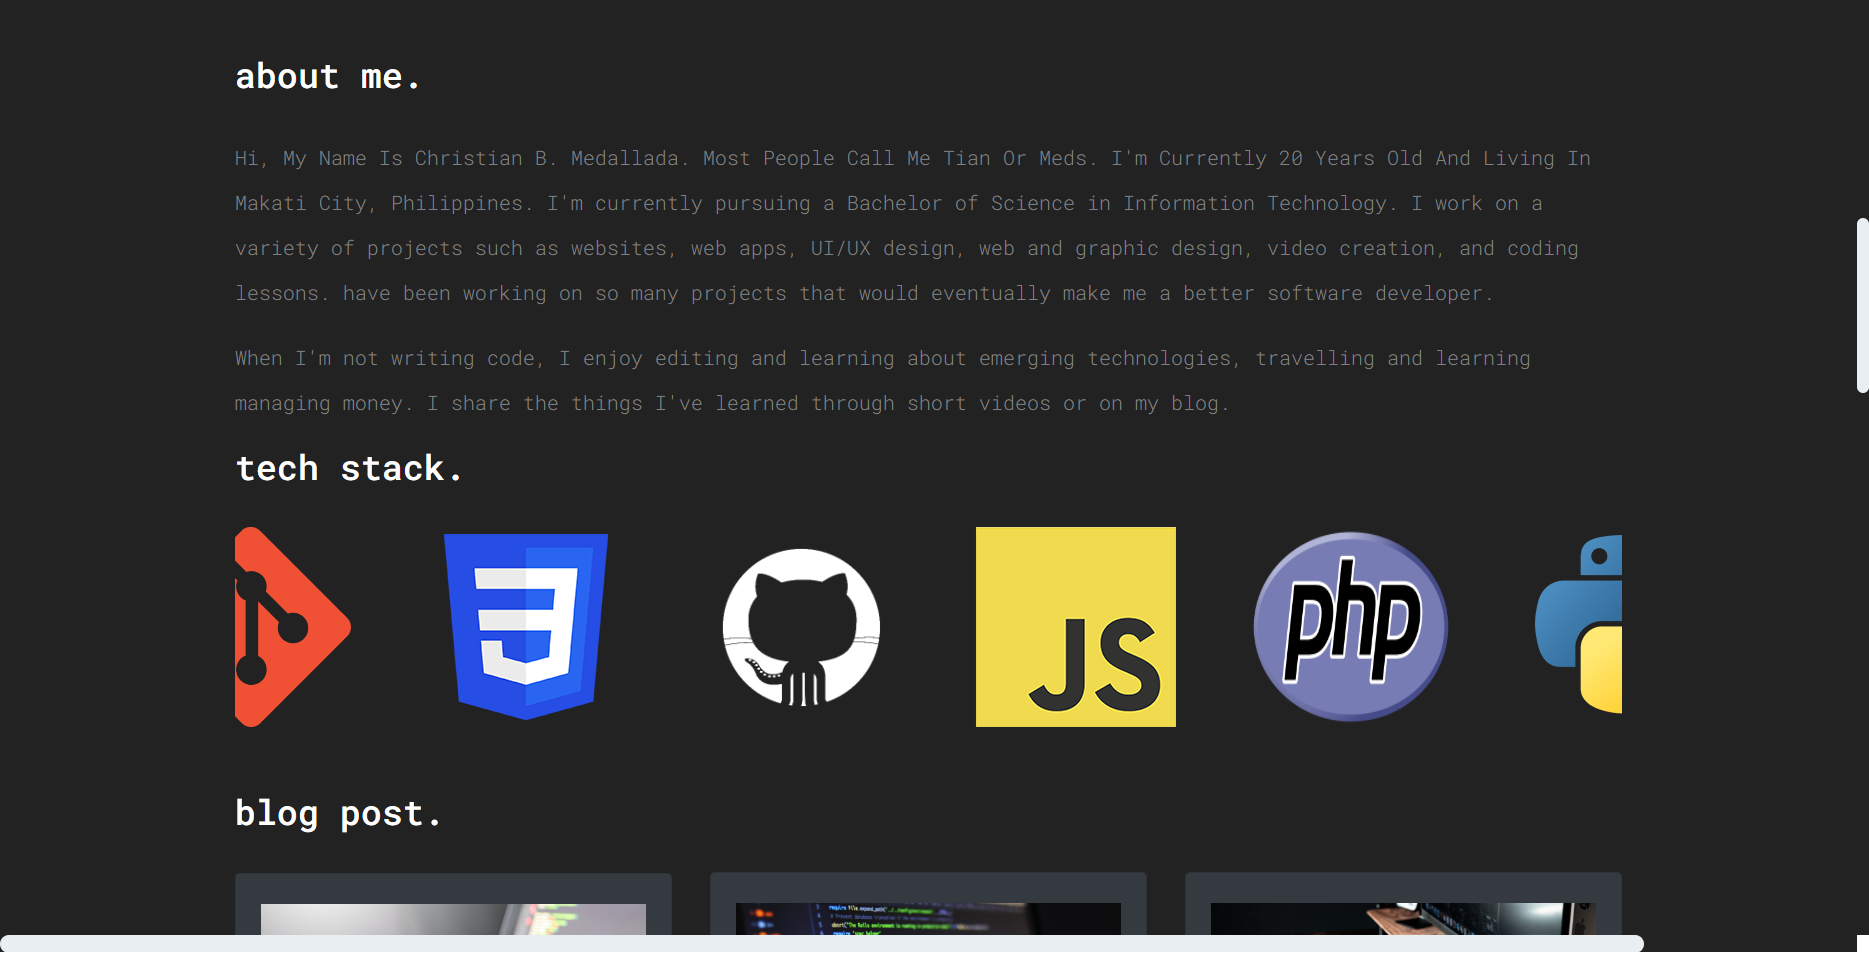 about me.
Hi, My Name Is Christian B. Medallada. Most People Call Me Tian Or Meds. I'm Currently 20 Years Old And Living In
Makati City, Philippines. I'm currently pursuing a Bachelor of Science in Information Technology. I work on a
variety of projects such as websites, web apps, UI/UX design, web and graphic design, video creation, and coding
lessons. have been working on so many projects that would eventually make me a better software developer.
When I'm not writing code, I enjoy editing and learning about emerging technologies, travelling and learning
managing money. I share the things I've learned through short videos or on my blog.
tech stack.
JS
php
blog post.